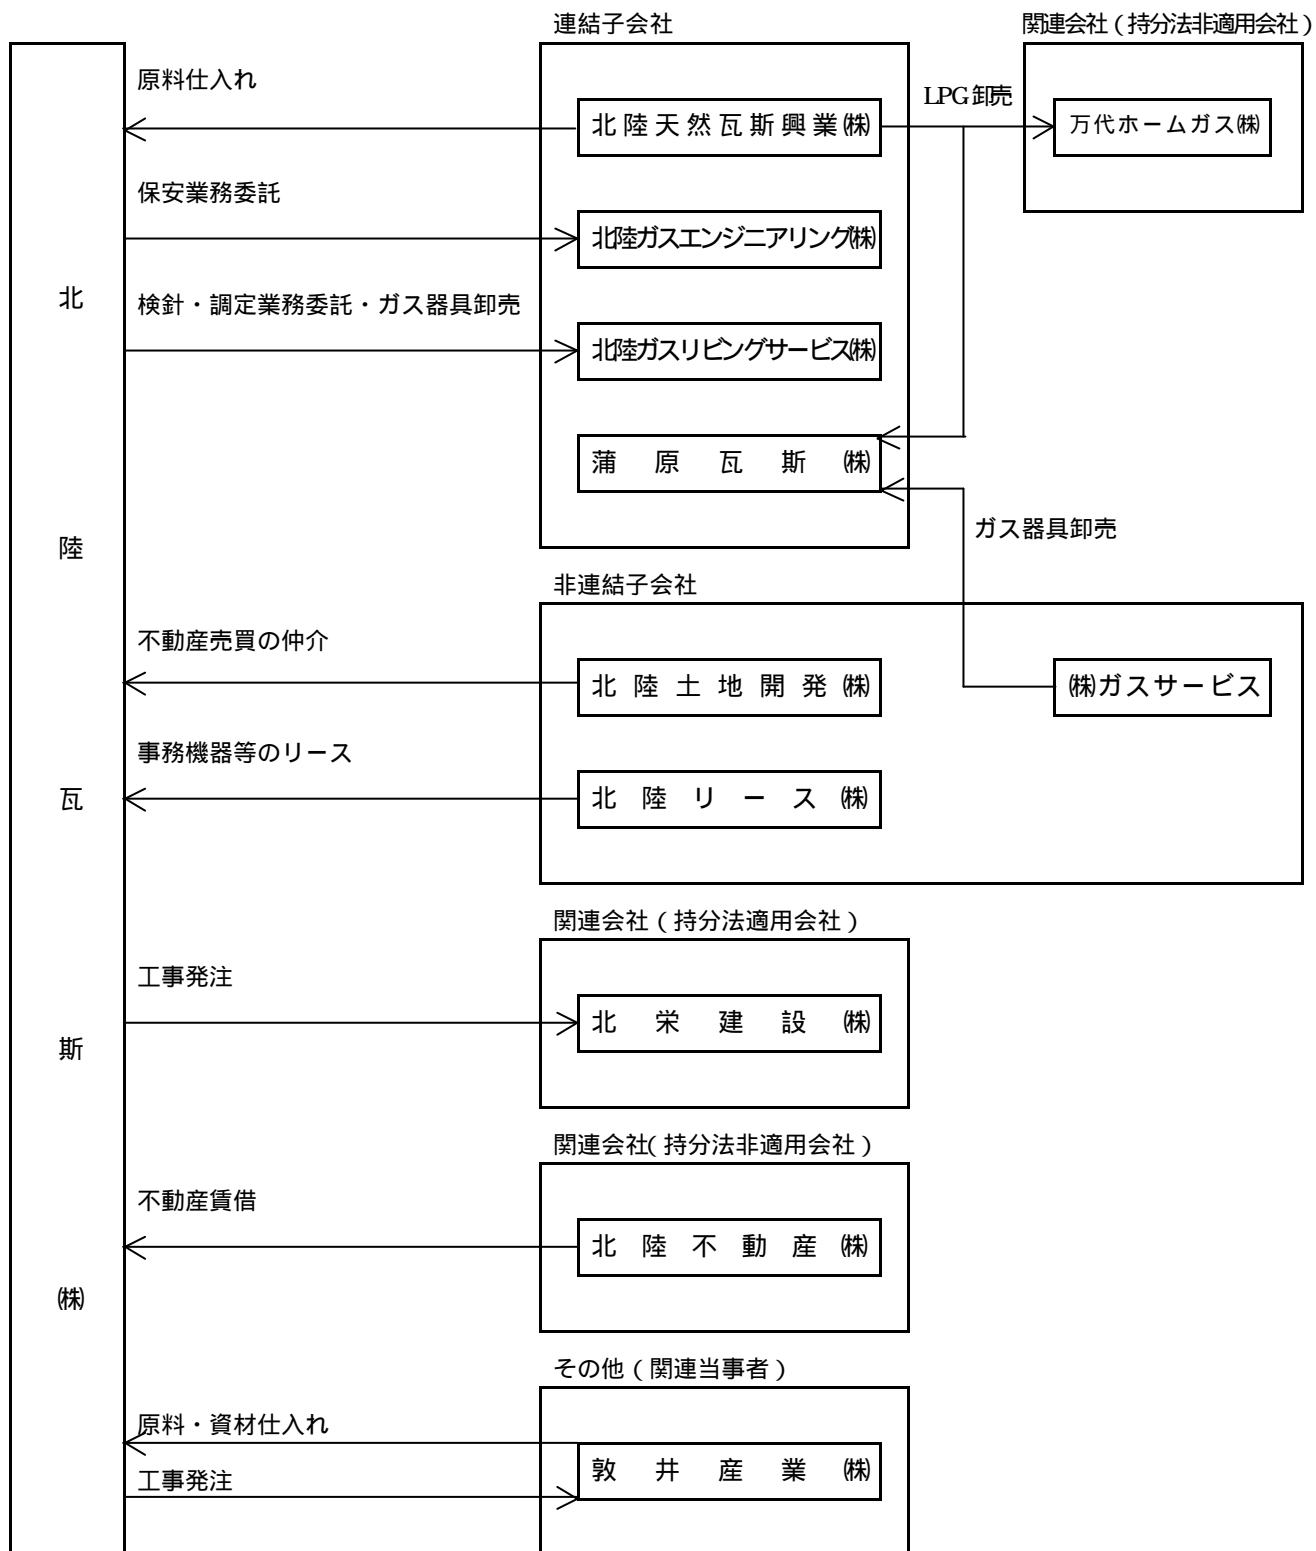 連結子会社
関連会社(持分法非適用会社)
原料仕入れ
LPG卸売
北陸天然瓦斯興業㈱
万代ホームガス㈱
保安業務委託
北陸ガスエンジニアリング㈱
検針・調定業務委託・ガス器具卸売
北陸ガスリビングサービス㈱
蒲原瓦斯㈱
ガス器具卸売
非連結子会社
不動産売買の仲介
北陸土地開発㈱
㈱ガスサービス
事務機器等のリース
北陸リース㈱
関連会社(持分法適用会社)
工事発注
北栄建設㈱
関連会社(持分法非適用会社)
不動産賃借
北陸不動産㈱
その他(関連当事者)
原料・資材仕入れ
敦井産業㈱
工事発注
北陸瓦斯㈱